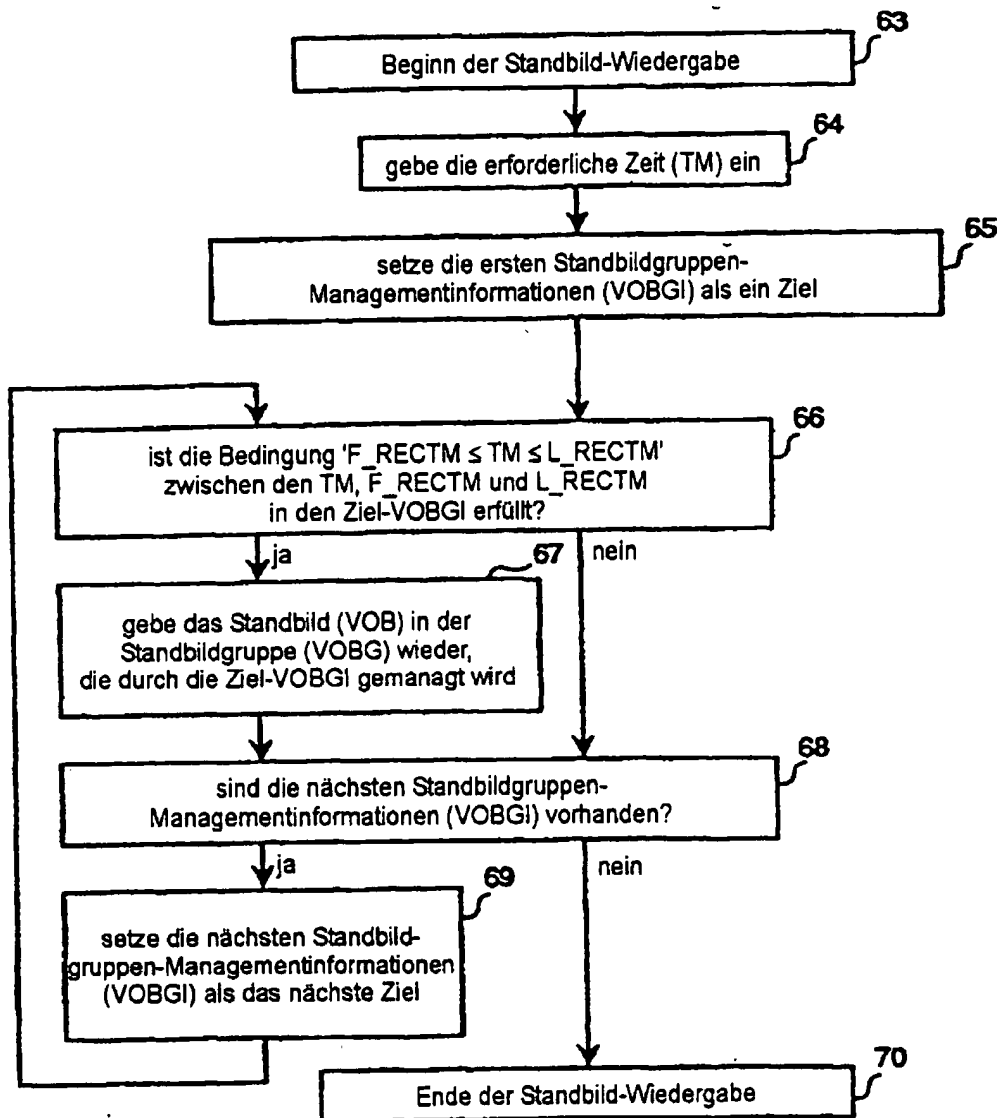 63
Beginn der Standbild-Wiedergabe
64
gebe die erforderliche Zeit (TM) ein
65
setze die ersten Standbildgruppen-
Managementinformationen (VOBGI) als ein Ziel
66
ist die Bedingung 'F_RECTM ≤ TM ≤ L_RECTM'
zwischen den TM, F_RECTM und L_RECTM
in den Ziel-VOBGI erfüllt?
ja
67
nein
gebe das Standbild (VOB) in der
Standbildgruppe (VOBG) wieder,
die durch die Ziel-VOBGI gemanagt wird
68
sind die nächsten Standbildgruppen-
Managementinformationen (VOBGI) vorhanden?
ja
nein
69
setze die nächsten Standbild-
gruppen-Managementinformationen
(VOBGI) als das nächste Ziel
70
Ende der Standbild-Wiedergabe